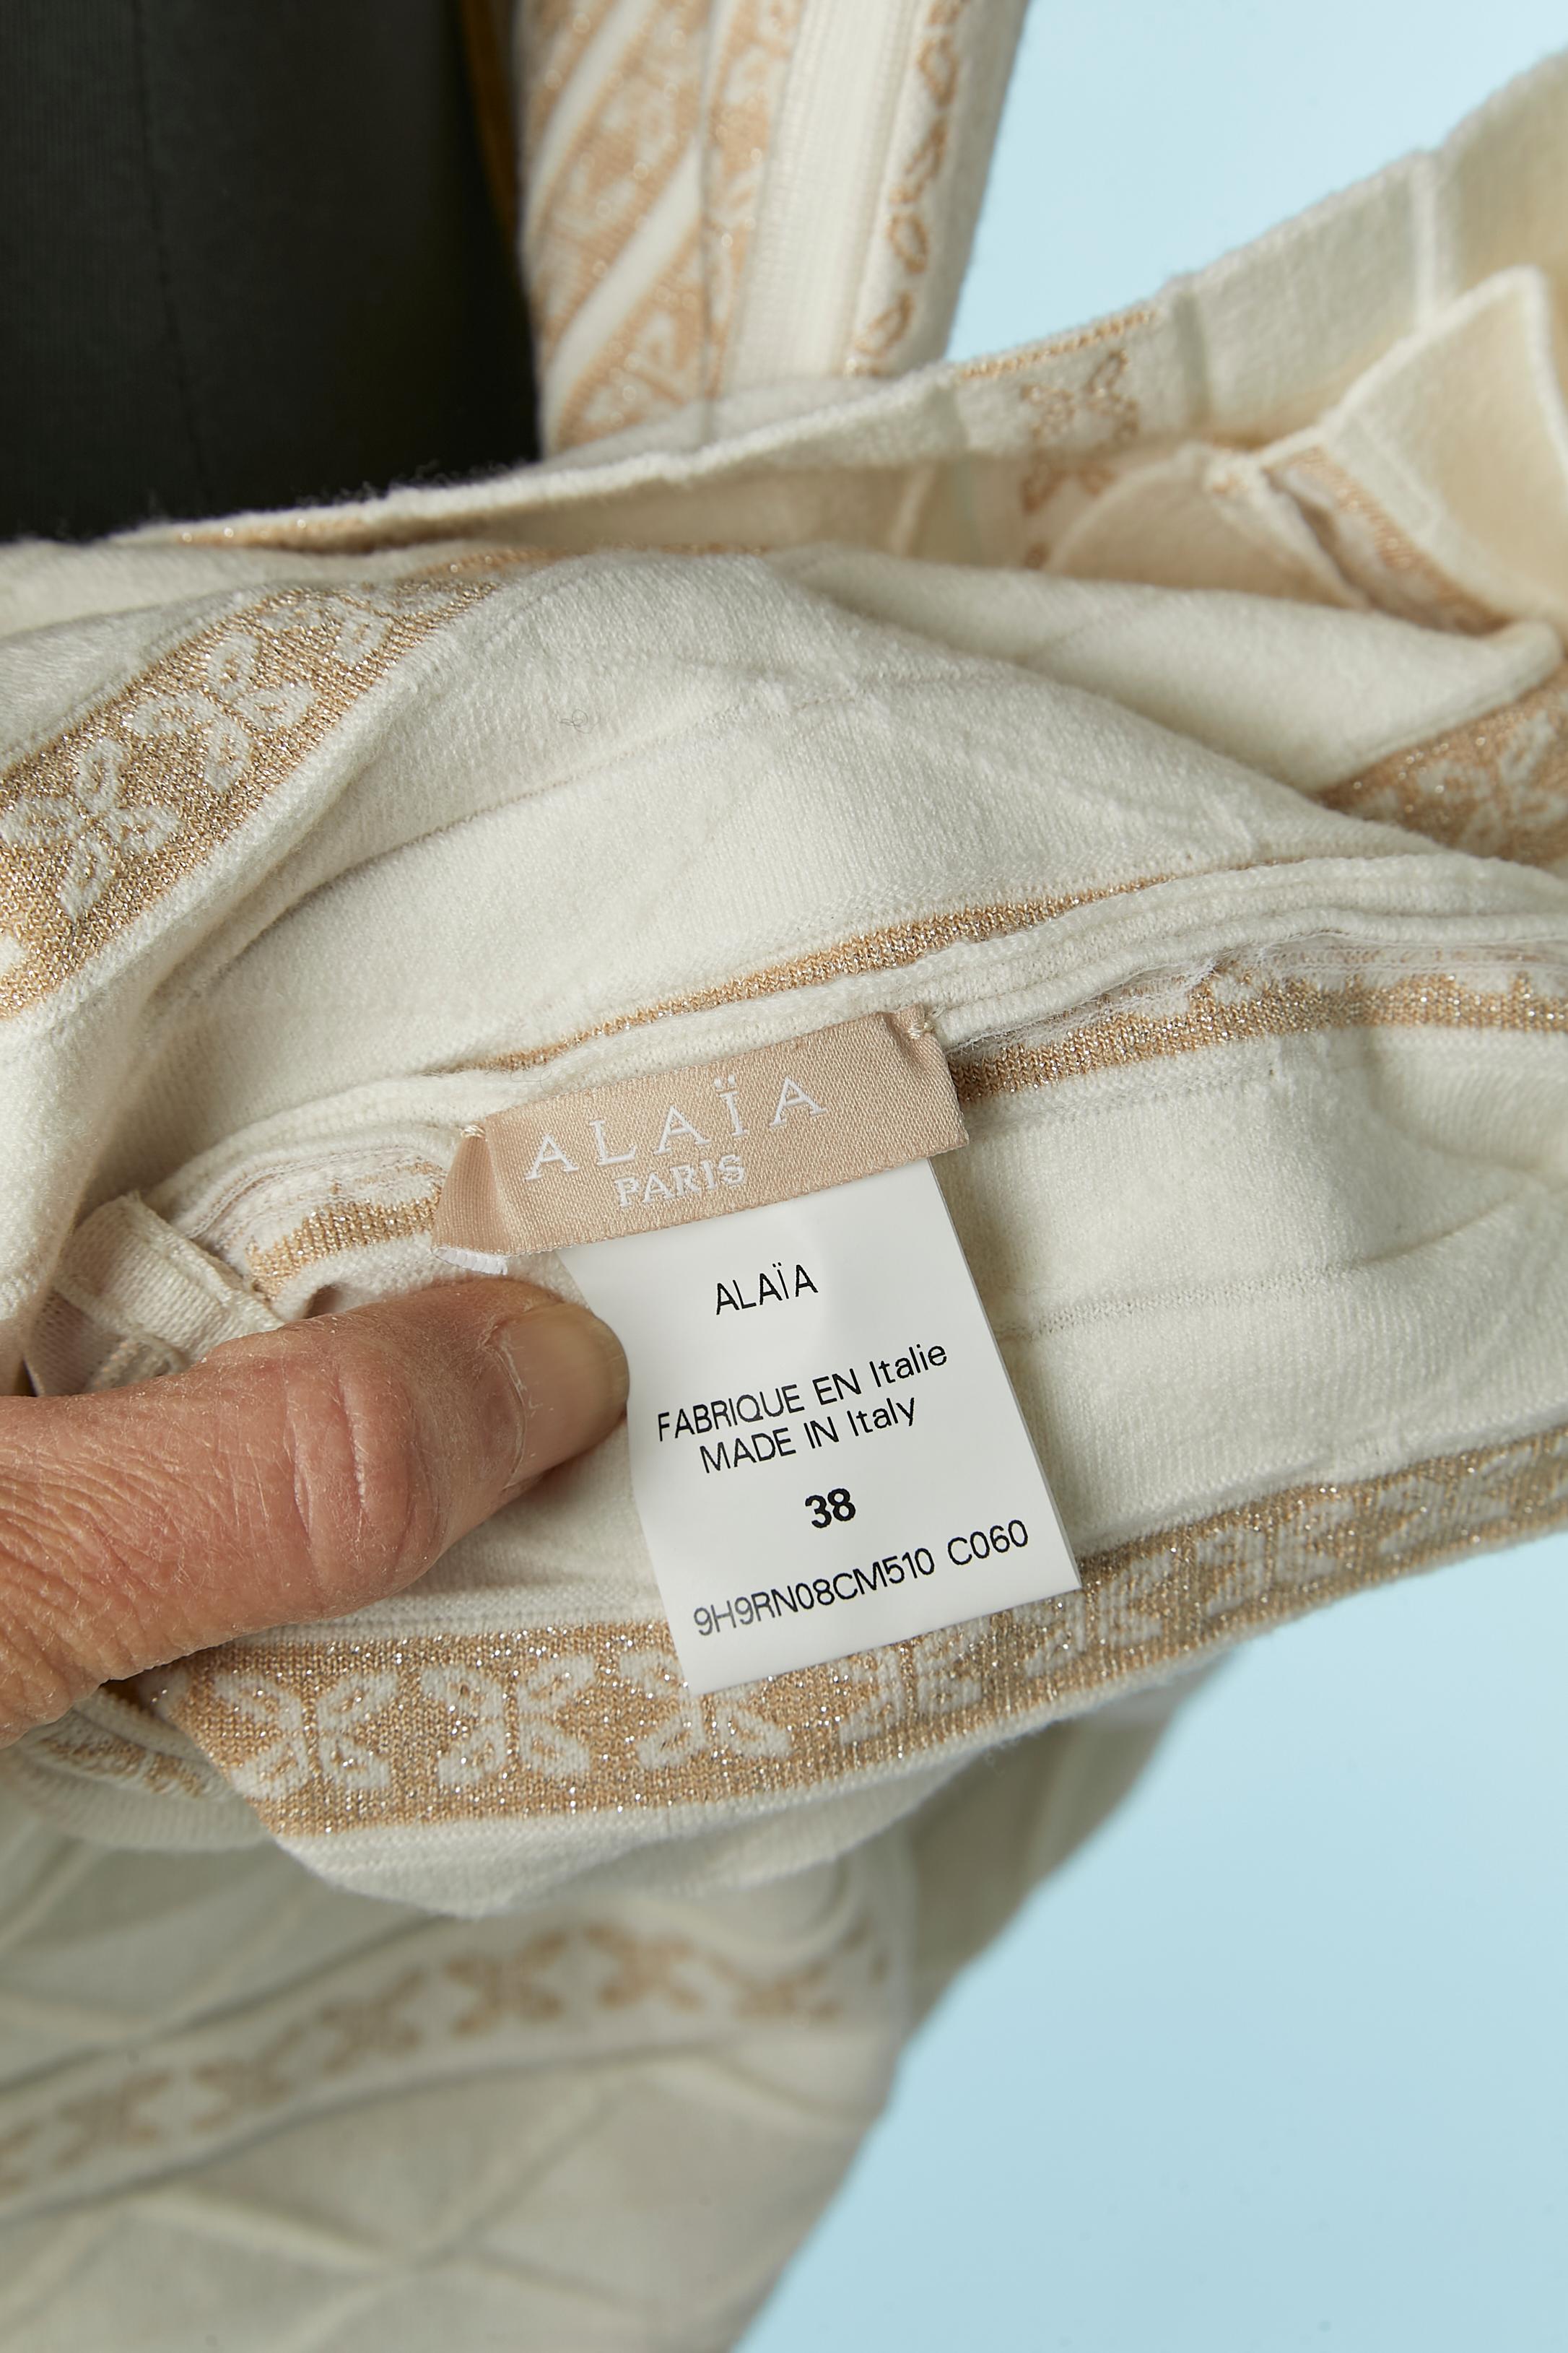 ALAÏA
PARIS
ALAÏA
FABRIQUE EN Italie
MADE IN Italy
38
9H9RN08CM510 C060